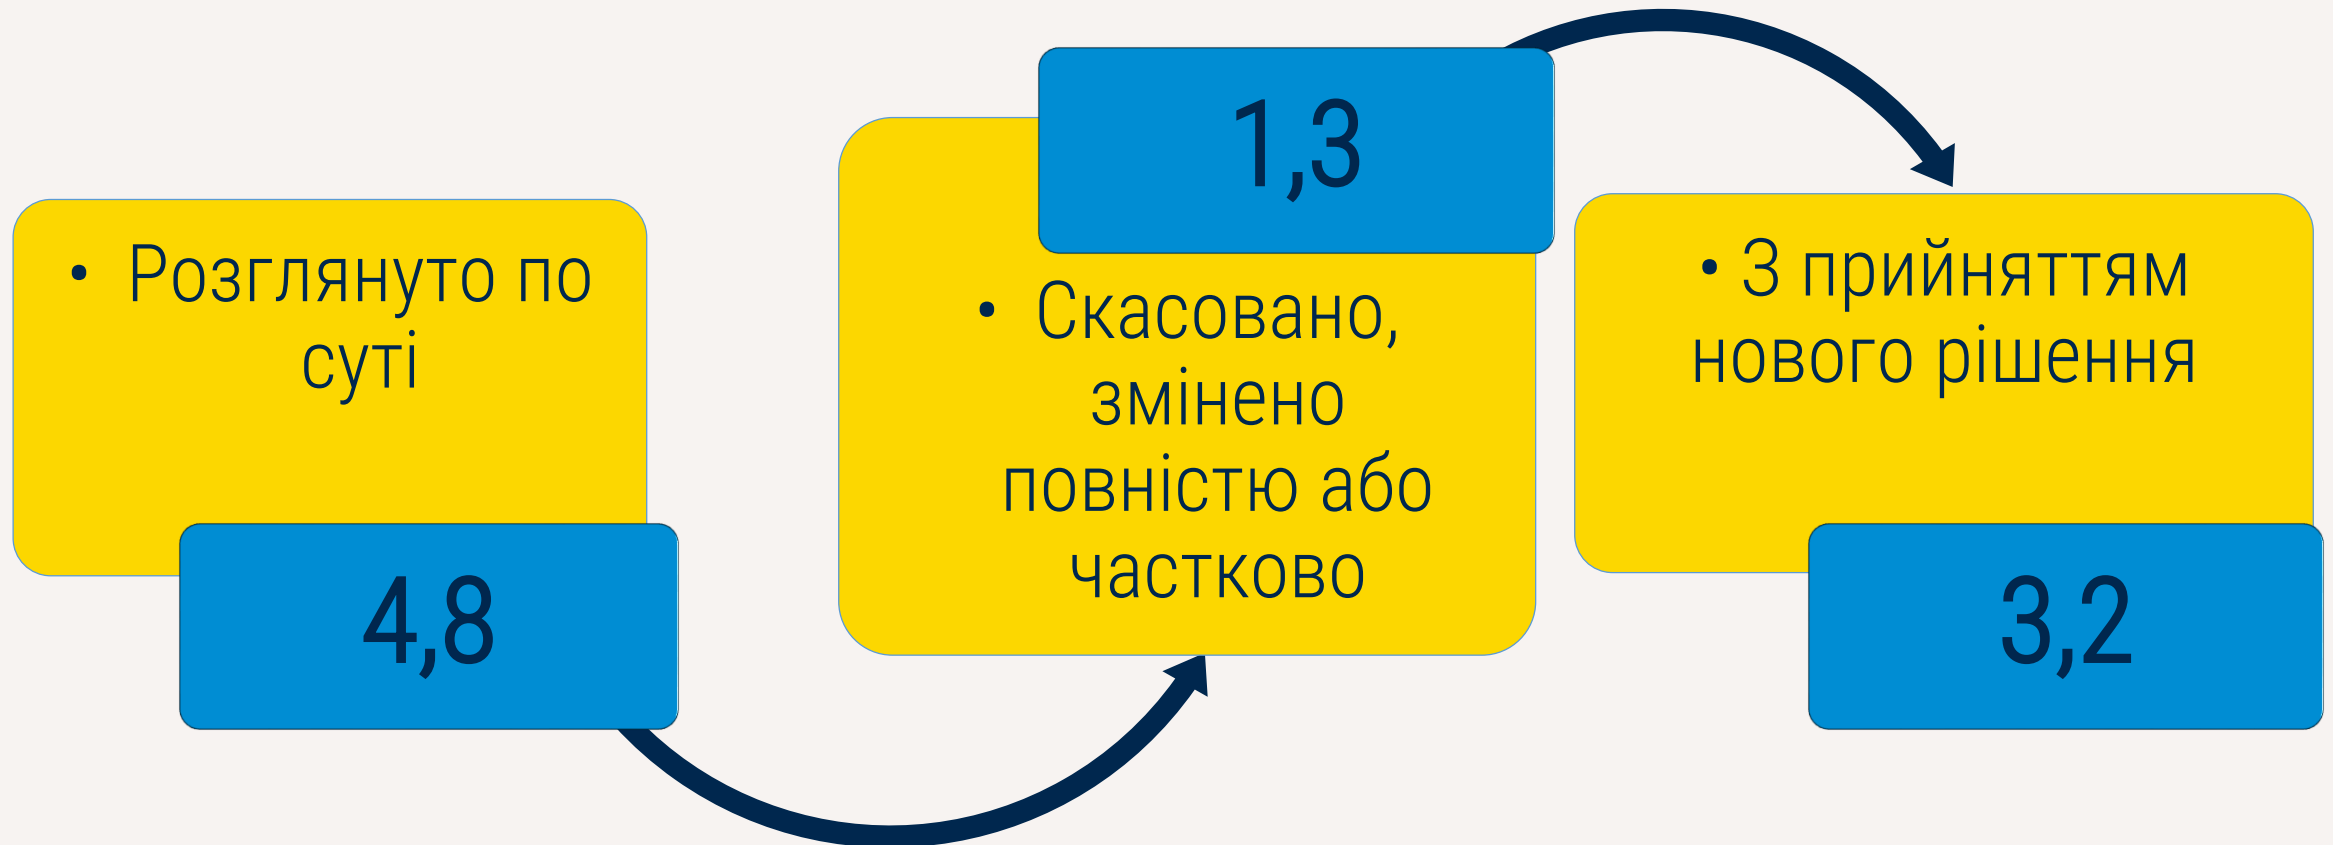 • Розглянуто по
суті
4,8
1,3
• Скасовано,
змінено
повністю або
частково
• З прийняттям
нового рішення
3,2